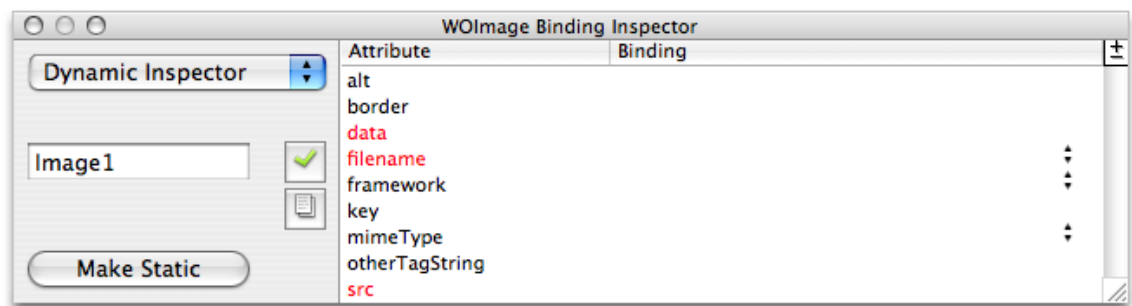 WOImage Binding Inspector
Dynamic Inspector
Image1
Make Static
Attribute Binding
alt
border
data
filename
framework
key
mimeType
otherTagString
src